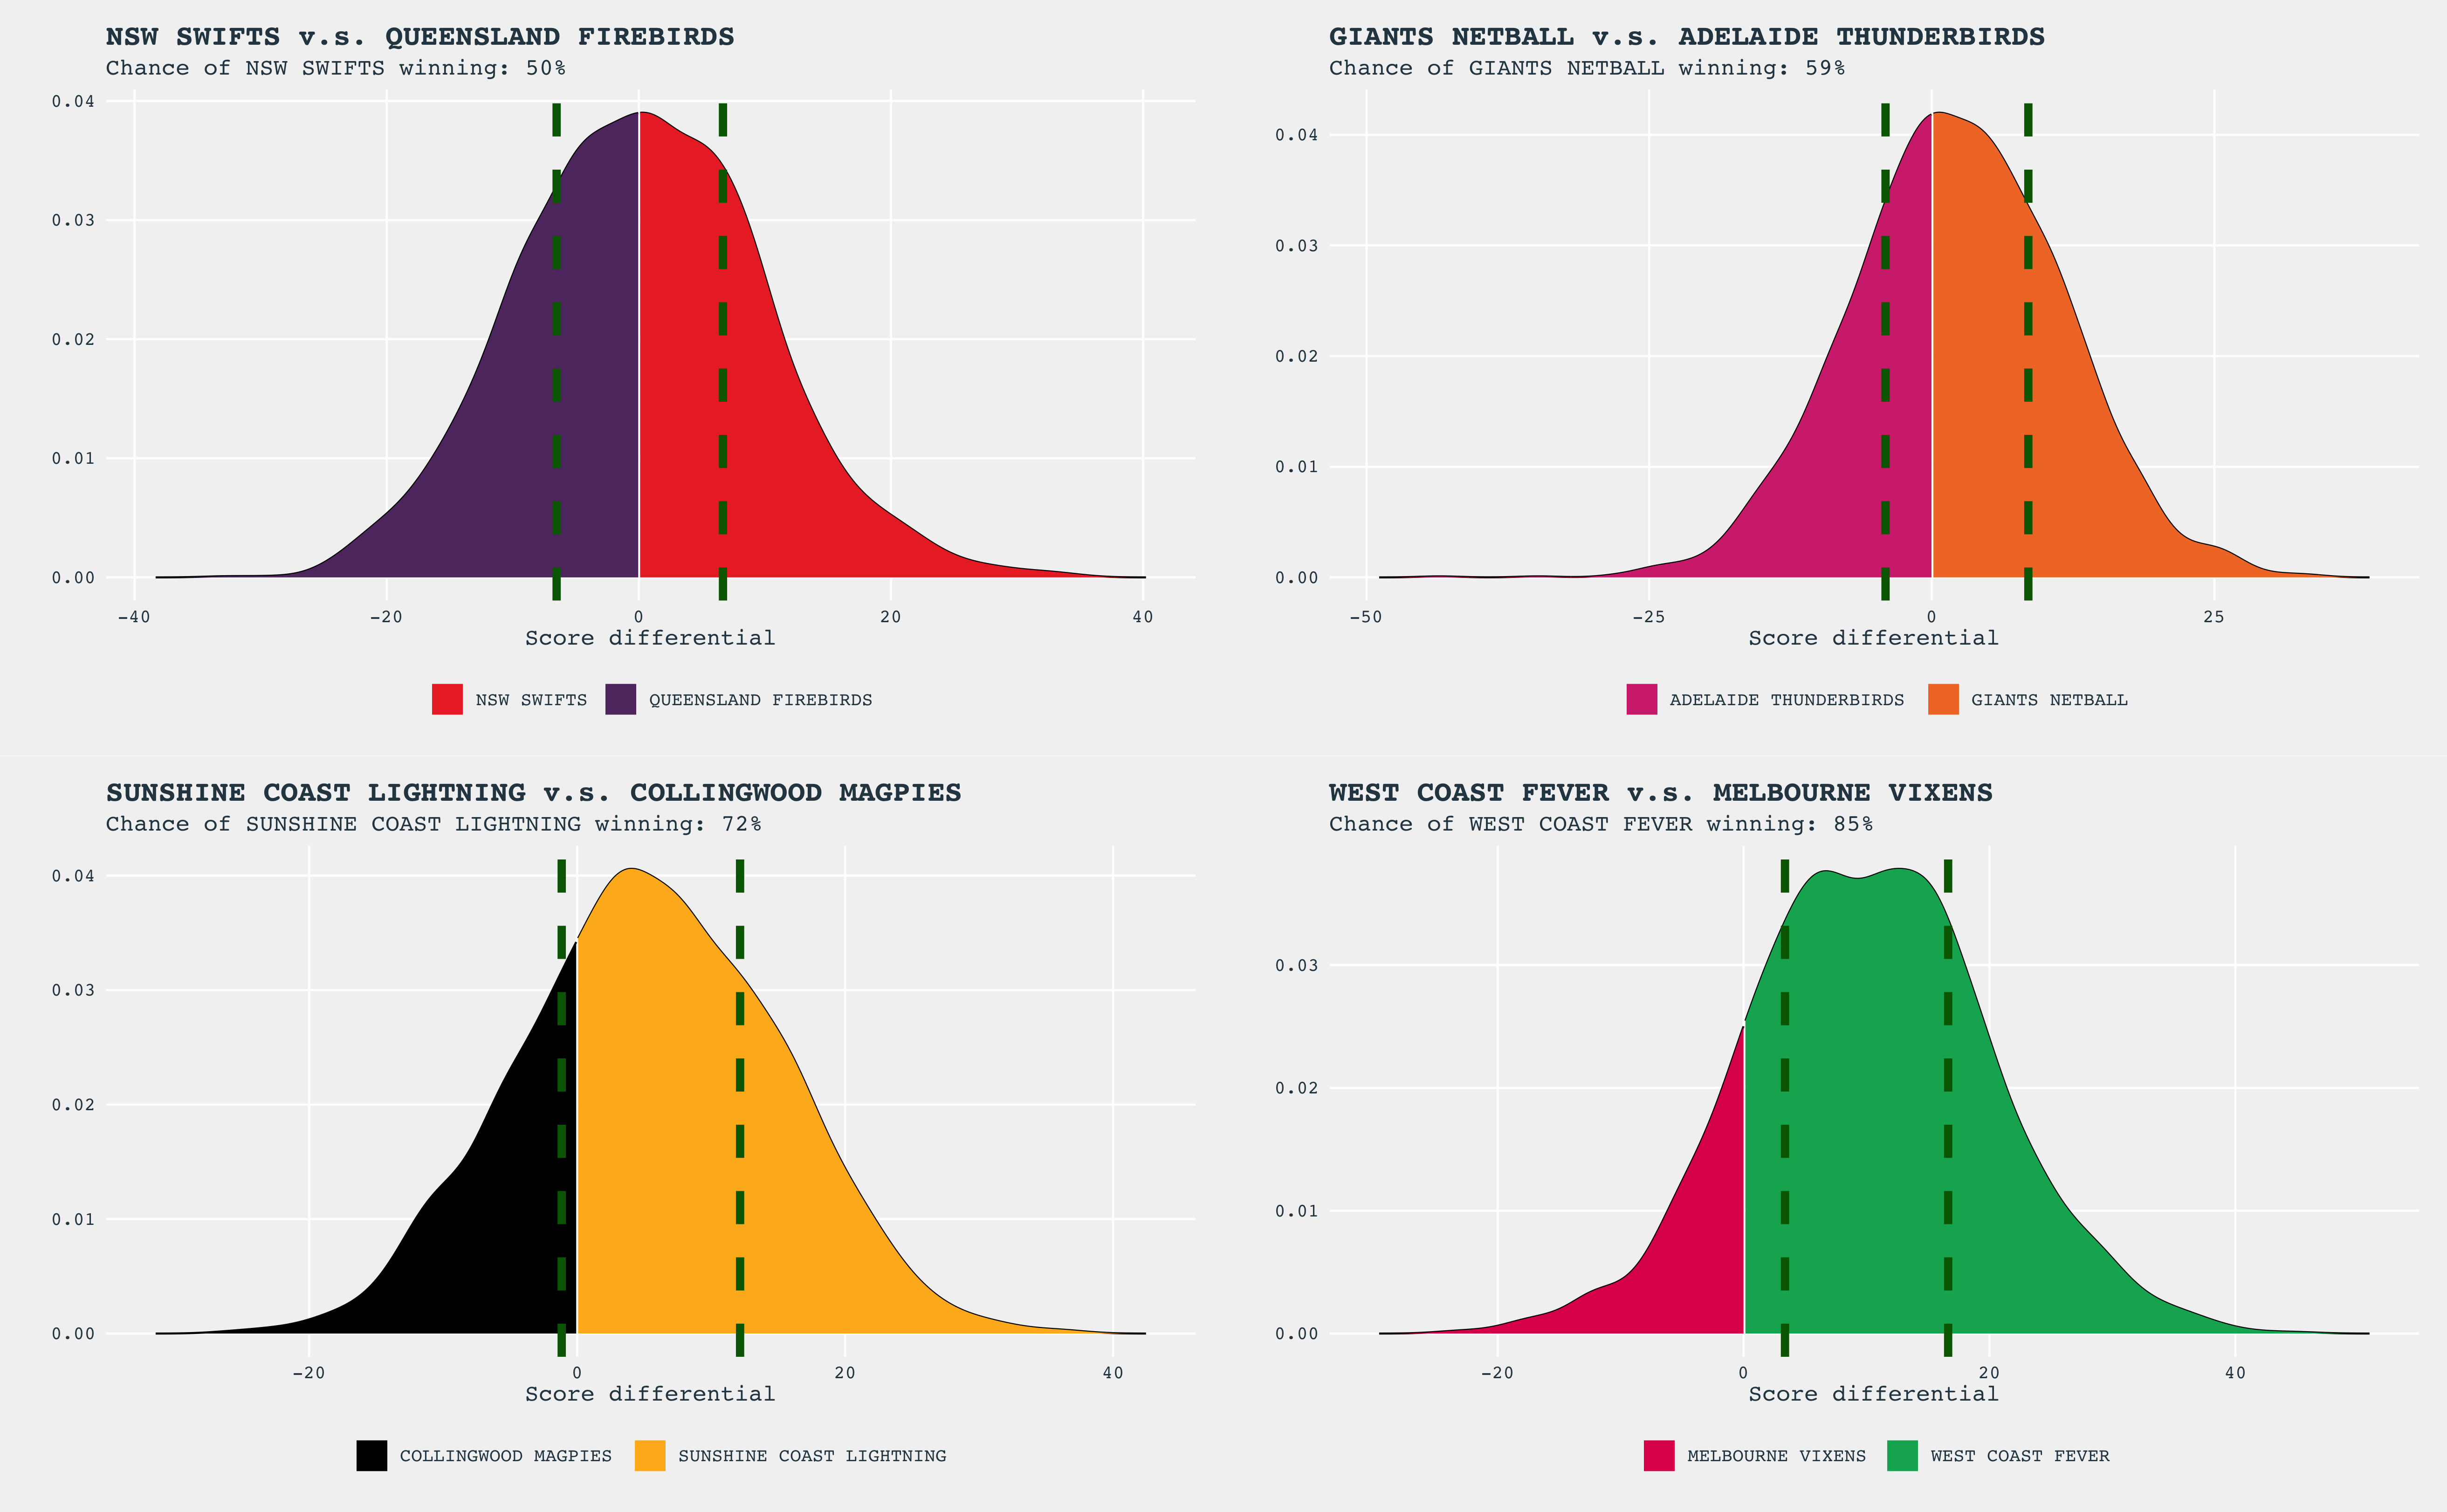 NSW SWIFTS v.s. QUEENSLAND FIREBIRDS
Chance of NSW SWIFTS winning: 50%
0.04
0.03
0.02
0.01
0.00
-40 -20 0 20 40
Score differential
NSW SWIFTS QUEENSLAND FIREBIRDS
GIANTS NETBALL v.s. ADELAIDE THUNDERBIRDS
Chance of GIANTS NETBALL winning: 59%
0.04
0.03
0.02
0.01
0.00
-50 -25 0 25
Score differential
ADELAIDE THUNDERBIRDS GIANTS NETBALL
SUNSHINE COAST LIGHTNING v.s. COLLINGWOOD MAGPIES
Chance of SUNSHINE COAST LIGHTNING winning: 72%
0.04
0.03
0.02
0.01
0.00
-20 0 20 40
Score differential
COLLINGWOOD MAGPIES SUNSHINE COAST LIGHTNING
WEST COAST FEVER v.s. MELBOURNE VIXENS
Chance of WEST COAST FEVER winning: 85%
0.03
0.02
0.01
0.00
-20 0 20 40
Score differential
MELBOURNE VIXENS WEST COAST FEVER